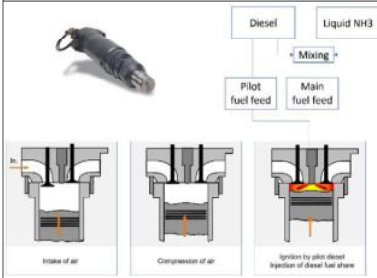 Diesel
Liquid NH3
Mixing
Pilot
fuel feed
Main
fuel feed
In.
Intake of air
Compression of air
Ignition by pilot diesel
Injection of diesel fuel share